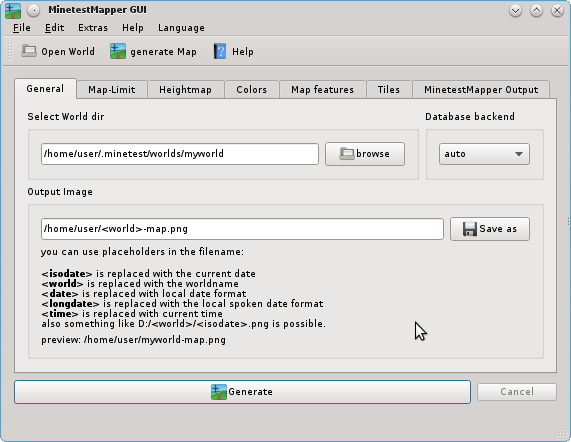 MinetestMapper GUI
File Edit Extras Help Language
Open World generate Map Help
General Map-Limit Heightmap Colors Map features Tiles MinetestMapper Output
Select World dir Database backend
/home/user/.minetest/worlds/myworld browse auto
Output Image
/home/user/<world>-map.png Save as
you can use placeholders in the filename:
<isodate> is replaced with the current date
<world> is replaced with the worldname
<date> is replaced with local date format
<longdate> is replaced with the local spoken date format
<time> is replaced with current time
also something like D:/<world>/<isodate>.png is possible.
preview: /home/user/myworld-map.png
Generate Cancel